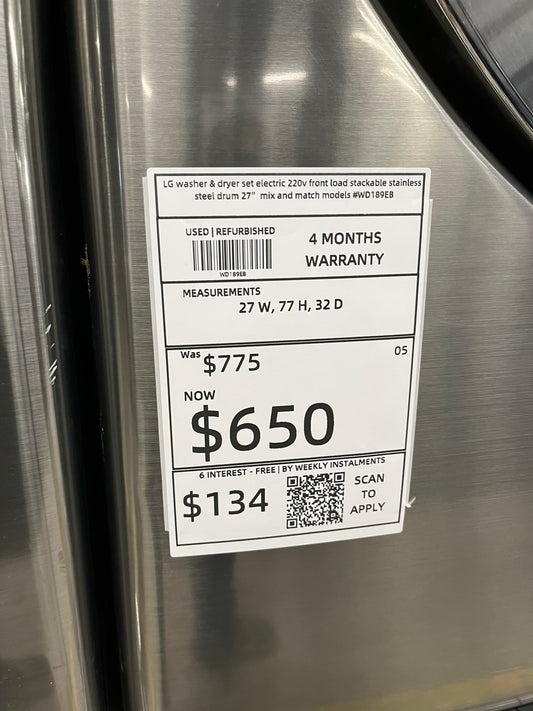 LG washer & dryer set electric 220v front load stackable stainless
steel drum 27" mix and match models #WD189EB
USED | REFURBISHED
WD189EB
4 MONTHS
WARRANTY
MEASUREMENTS
27 W, 77 H, 32 D
Was $775
05
NOW
$650
6 INTEREST - FREE | BY WEEKLY INSTALMENTS
$134
SCAN
TO
APPLY